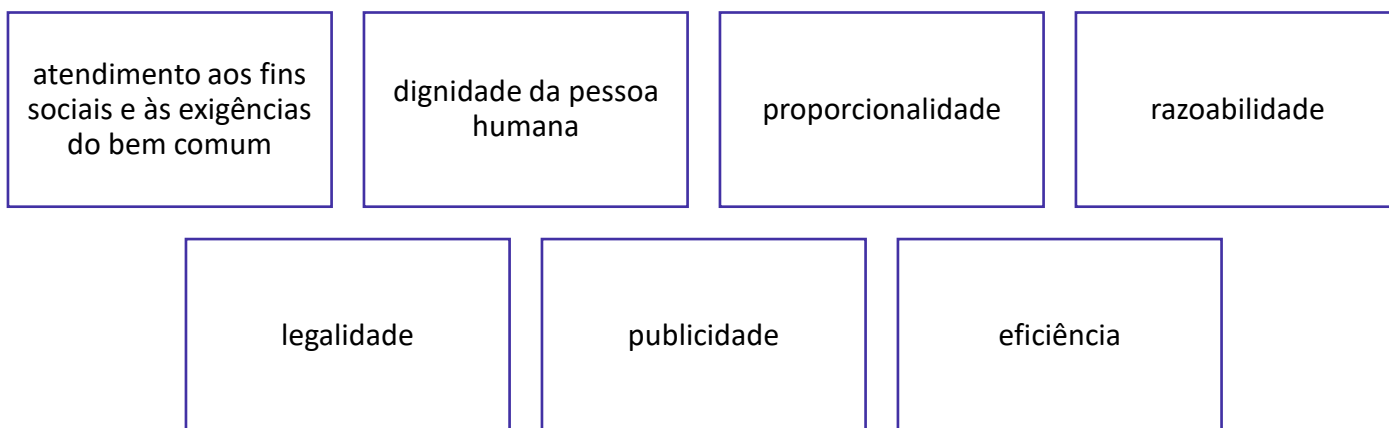 atendimento aos fins
sociais e às exigências
do bem comum
dignidade da pessoa
humana
proporcionalidade
razoabilidade
legalidade
publicidade
eficiência